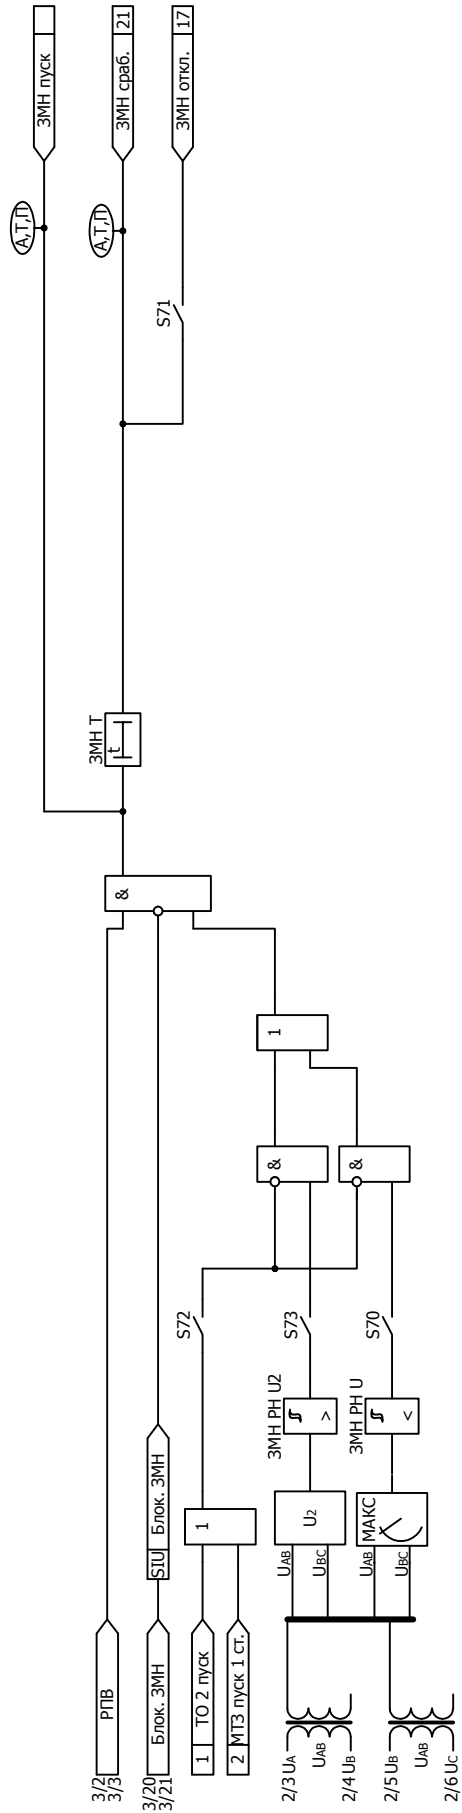 ЗМН пуск
ЗМН сраб.
21
ЗМН откл.
17
А,Т,П
А,Т,П
S71
ЗМН Т
t
&
1
&
&
S72
S73
S70
ЗМН РН U2
>
ЗМН РН U
<
SIU
Блок. ЗМН
1
U2
МАКС
UAB
UBC
UAB
UBC
3/2
3/3
РПВ
3/20
3/21
Блок. ЗМН
1
ТО 2 пуск
2
МТЗ пуск 1 ст.
2/3 UA
UAB
2/4 UB
2/5 UB
UAB
2/6 UC